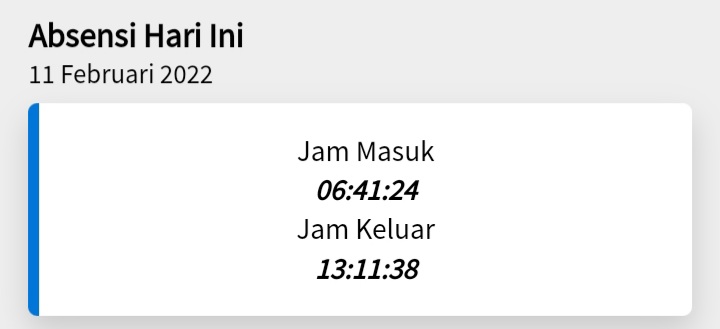 Absensi Hari Ini
11 Februari 2022
Jam Masuk
06:41:24
Jam Keluar
13:11:38